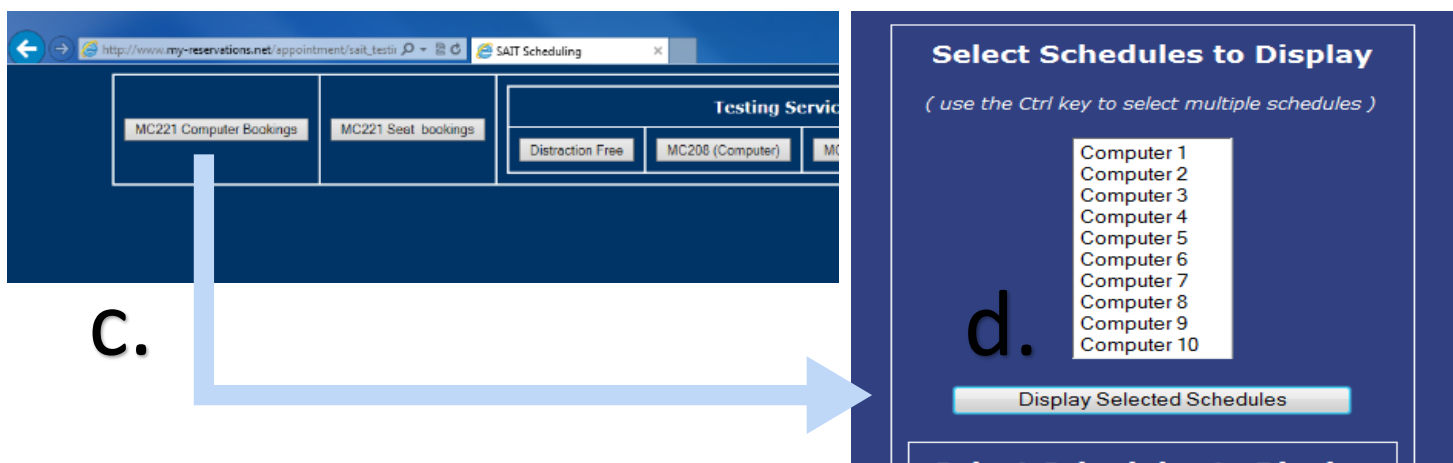 http://www.my-reservations.net/appointment/sait_testii
SAIT Scheduling
MC221 Computer Bookings
MC221 Seat bookings
Testing Servic
Distraction Free
MC208 (Computer)
MC
c.
Select Schedules to Display
( use the Ctrl key to select multiple schedules )
Computer 1
Computer 2
Computer 3
Computer 4
Computer 5
Computer 6
Computer 7
Computer 8
Computer 9
Computer 10
d.
Display Selected Schedules